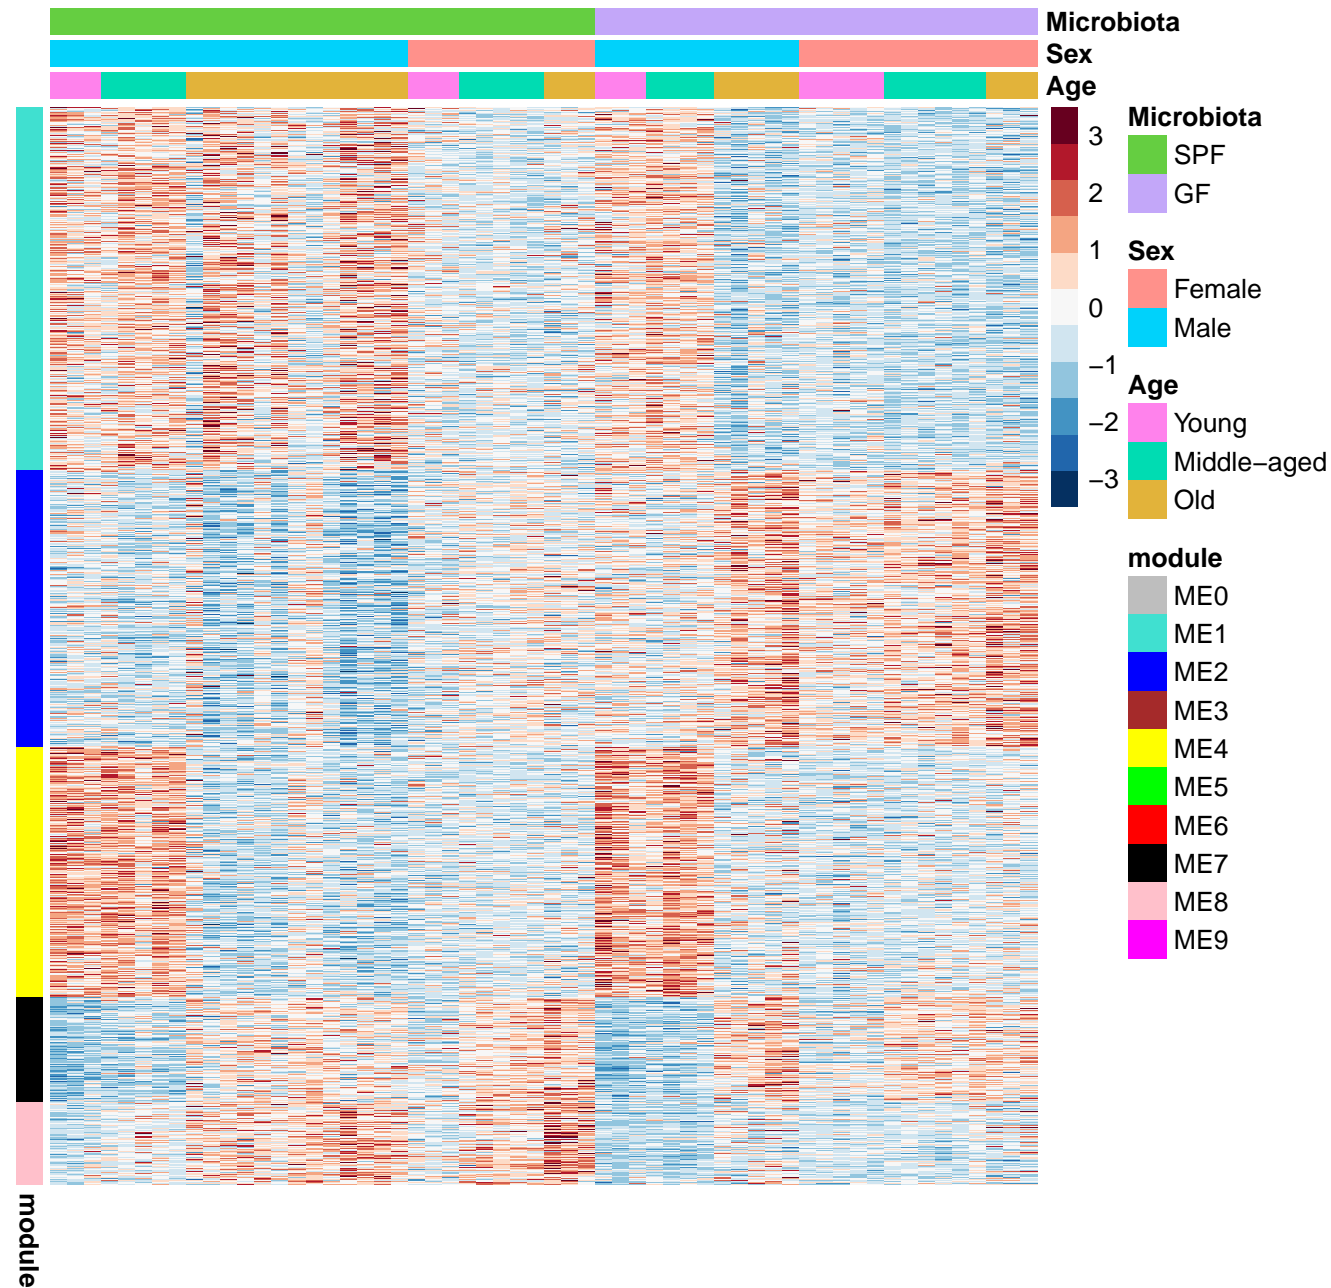 Microbiota
Sex
Age
3
2
1
0
−1
−2
−3
Microbiota
SPF
GF
Sex
Female
Male
Age
Young
Middle−aged
Old
module
ME0
ME1
ME2
ME3
ME4
ME5
ME6
ME7
ME8
ME9
module